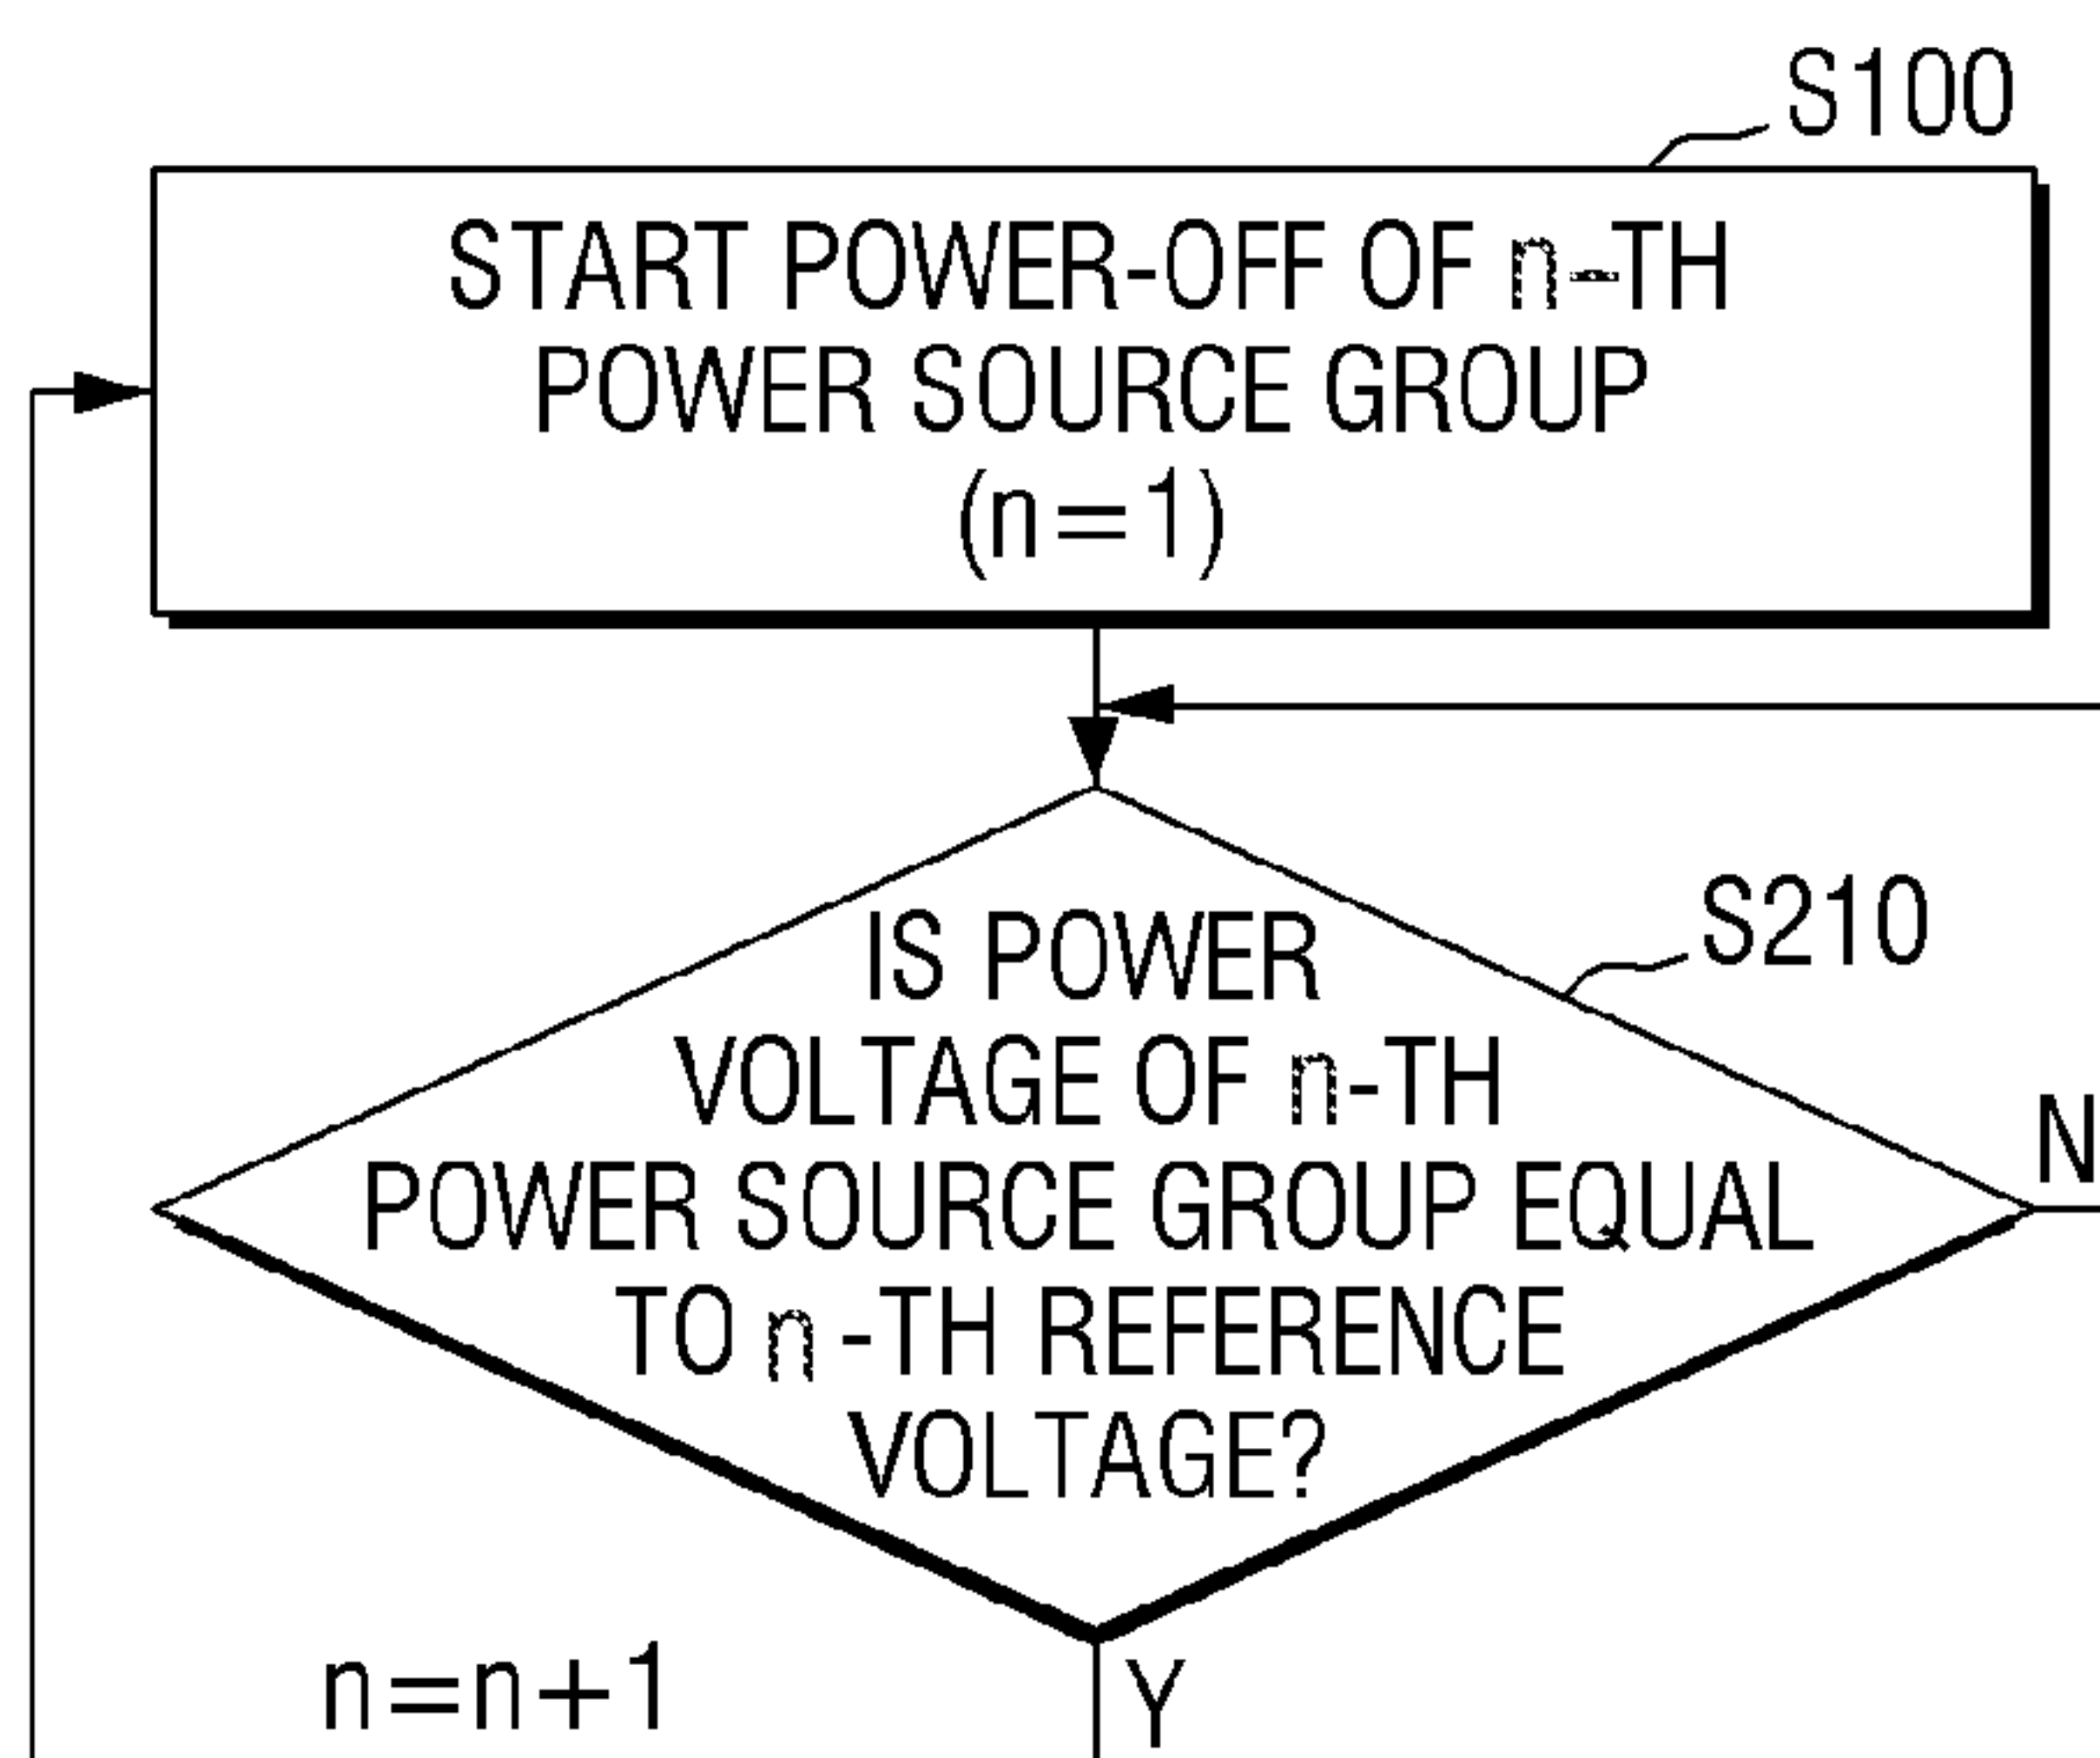 S100
START POWER-OFF OF n-TH
POWER SOURCE GROUP
(n=1)
S210
IS POWER
VOLTAGE OF n-TH
POWER SOURCE GROUP EQUAL
TO n-TH REFERENCE
VOLTAGE?
N
n=n+1
Y